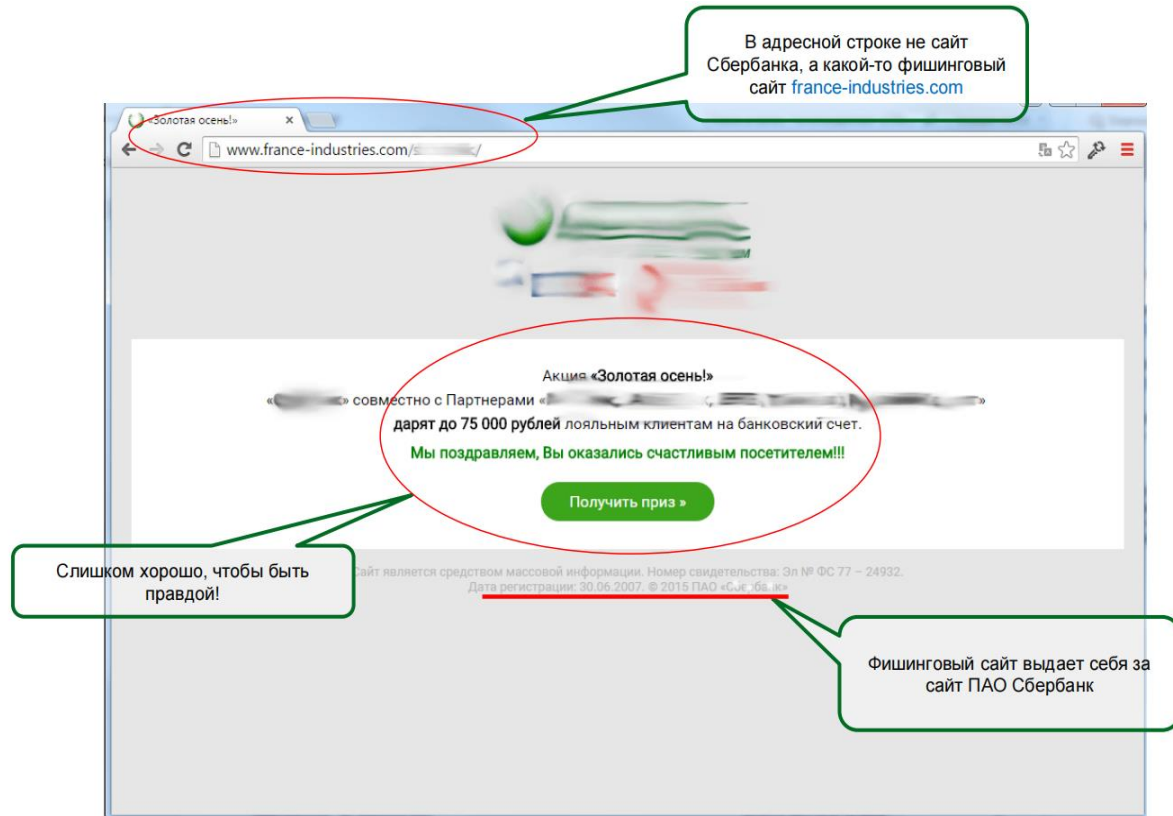 В адресной строке не сайт
Сбербанка, а какой-то фишинговый
сайт france-industries.com
«Золотая осень!»
www.france-industries.com/s
Акция «Золотая осень!»
совместно с Партнерами
дарят до 75 000 рублей лояльным клиентам на банковский счет.
Мы поздравляем, Вы оказались счастливым посетителем!!!
Получить приз »
Слишком хорошо, чтобы быть
правдой!
Сайт является средством массовой информации. Номер свидетельства: Эл № ФС 77 – 24932.
Дата регистрации: 30.06.2007. © 2015 ПАО «Сбербанк»
Фишинговый сайт выдает себя за
сайт ПАО Сбербанк